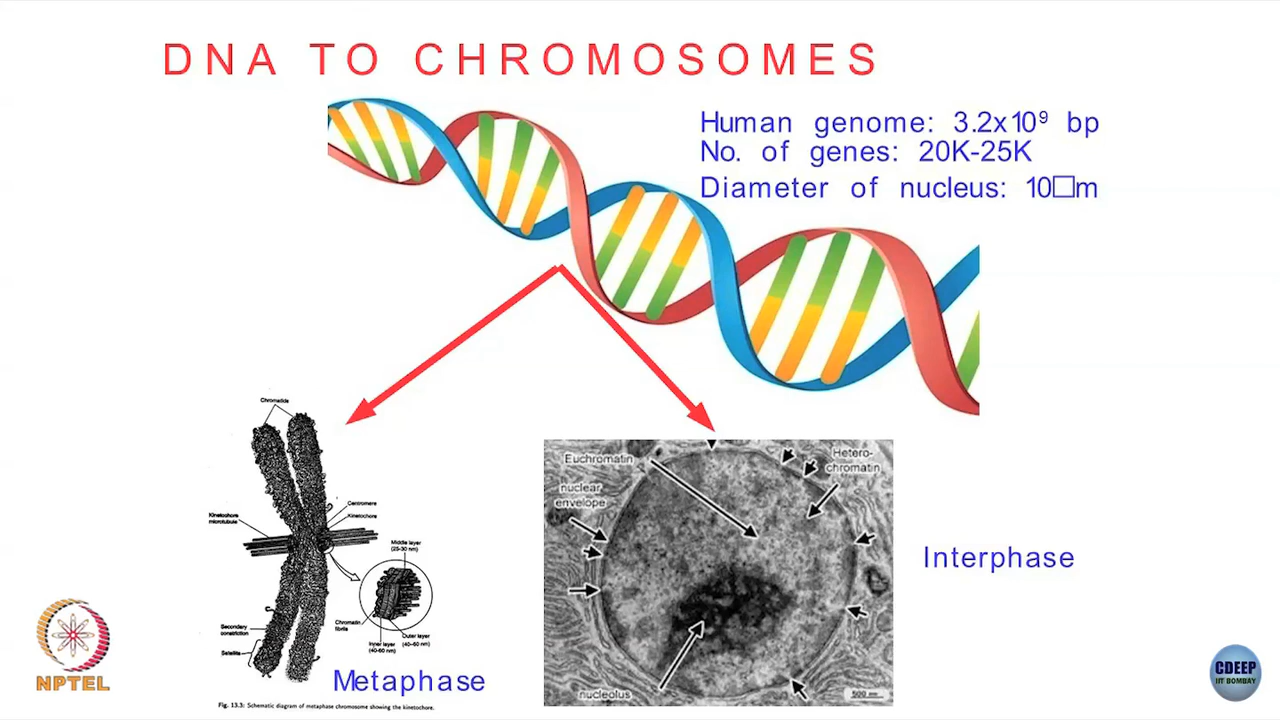 DNA TO CHROMOSOMES
Human genome: 3.2x10⁹ bp
No. of genes: 20K-25K
Diameter of nucleus: 10□m
Chromatids
Centromere
Kinetochore
Kinetochore
microtubule
Middle layer
(25-30 nm)
Chromatin
fibrils
Outer layer
(40-60 nm)
Inner layer
(40-60 nm)
Secondary
constriction
Satellite
Metaphase
Fig. 13.3: Schematic diagram of metaphase chromosome showing the kinetochore.
Euchromatin
Hetero-
chromatin
nuclear
envelope
nucleolus
500 nm
Interphase
NPTEL
CDEEP
IIT BOMBAY